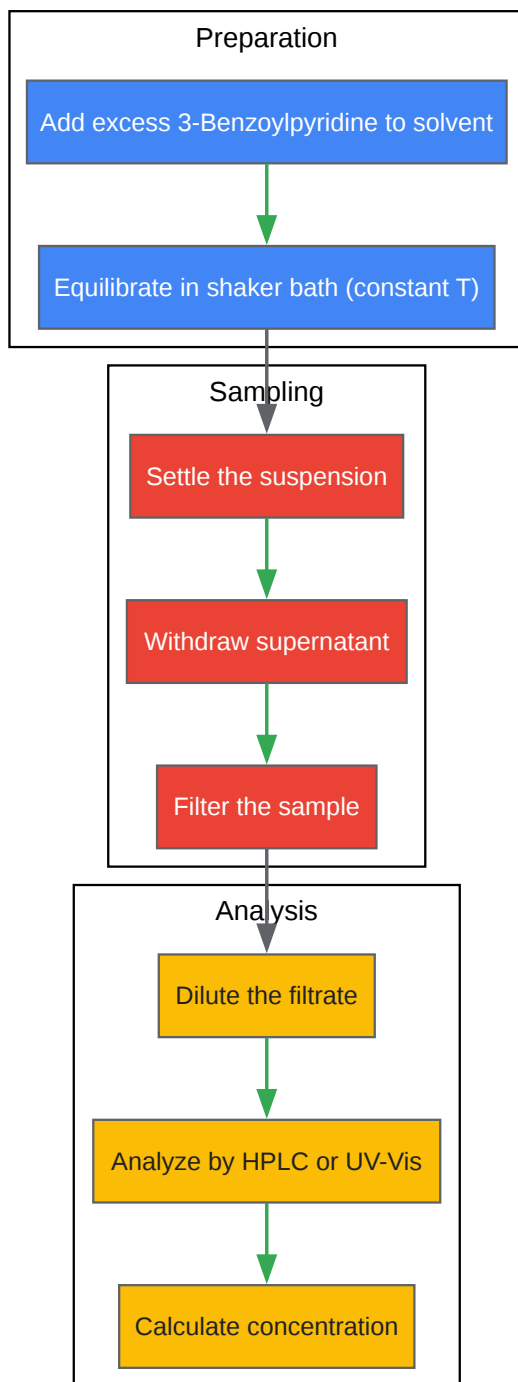 Preparation
Add excess 3-Benzoylpyridine to solvent
Equilibrate in shaker bath (constant T)
Sampling
Settle the suspension
Withdraw supernatant
Filter the sample
Analysis
Dilute the filtrate
Analyze by HPLC or UV-Vis
Calculate concentration